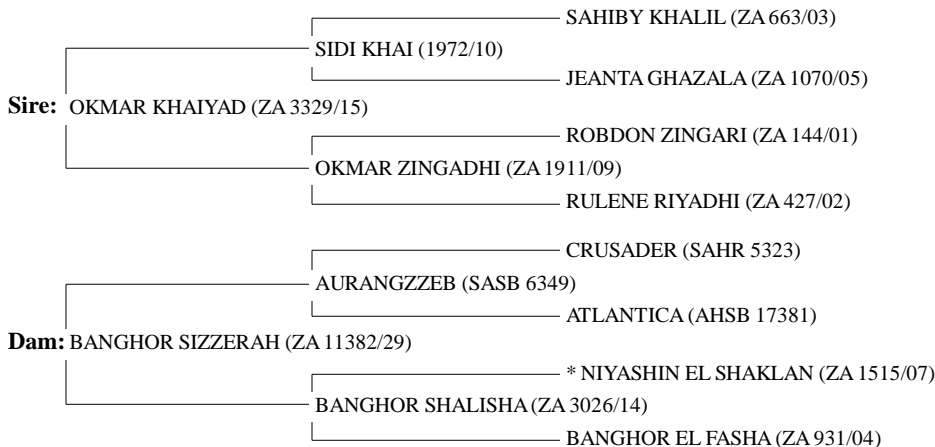 SAHIBY KHALIL (ZA 663/03)
SIDI KHAI (1972/10)
JEANTA GHAZALA (ZA 1070/05)
Sire: OKMAR KHAIYAD (ZA 3329/15)
ROBDON ZINGARI (ZA 144/01)
OKMAR ZINGADHI (ZA 1911/09)
RULENE RIYADHI (ZA 427/02)
CRUSADER (SAHR 5323)
AURANGZZEB (SASB 6349)
ATLANTICA (AHSB 17381)
Dam: BANGHOR SIZZERAH (ZA 11382/29)
* NIYASHIN EL SHAKLAN (ZA 1515/07)
BANGHOR SHALISHA (ZA 3026/14)
BANGHOR EL FASHA (ZA 931/04)